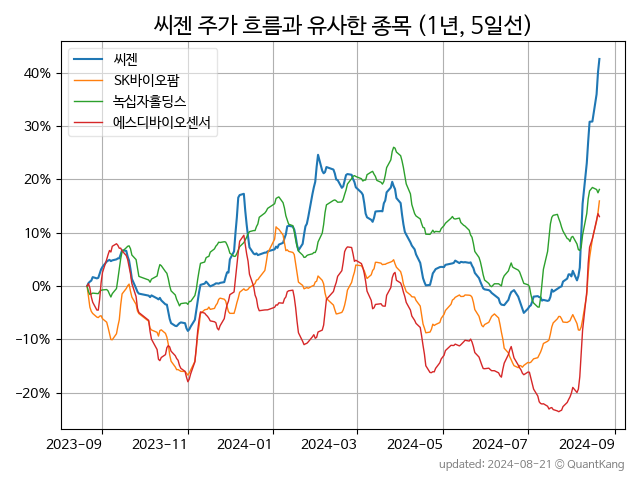 씨젠 주가 흐름과 유사한 종목 (1년, 5일선)
씨젠
SK바이오팜
녹십자홀딩스
에스디바이오센서
40%
30%
20%
10%
0%
−10%
−20%
2023-09 2023-11 2024-01 2024-03 2024-05 2024-07 2024-09
updated: 2024-08-21 © QuantKang